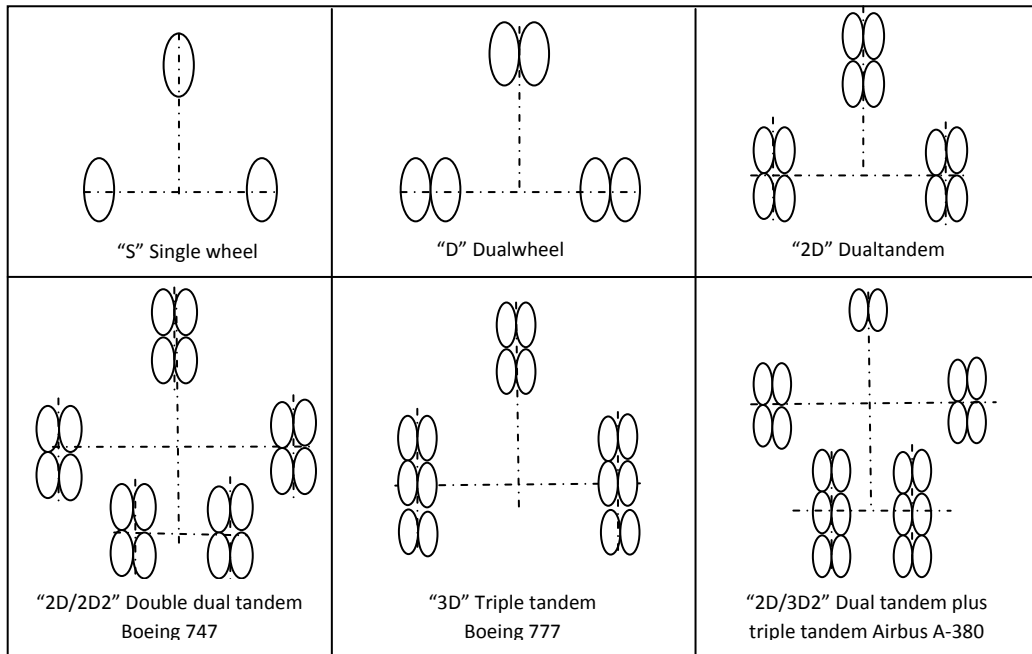 “S” Single wheel
“D” Dualwheel
“2D” Dualtandem
“2D/2D2” Double dual tandem
Boeing 747
“3D” Triple tandem
Boeing 777
“2D/3D2” Dual tandem plus
triple tandem Airbus A-380